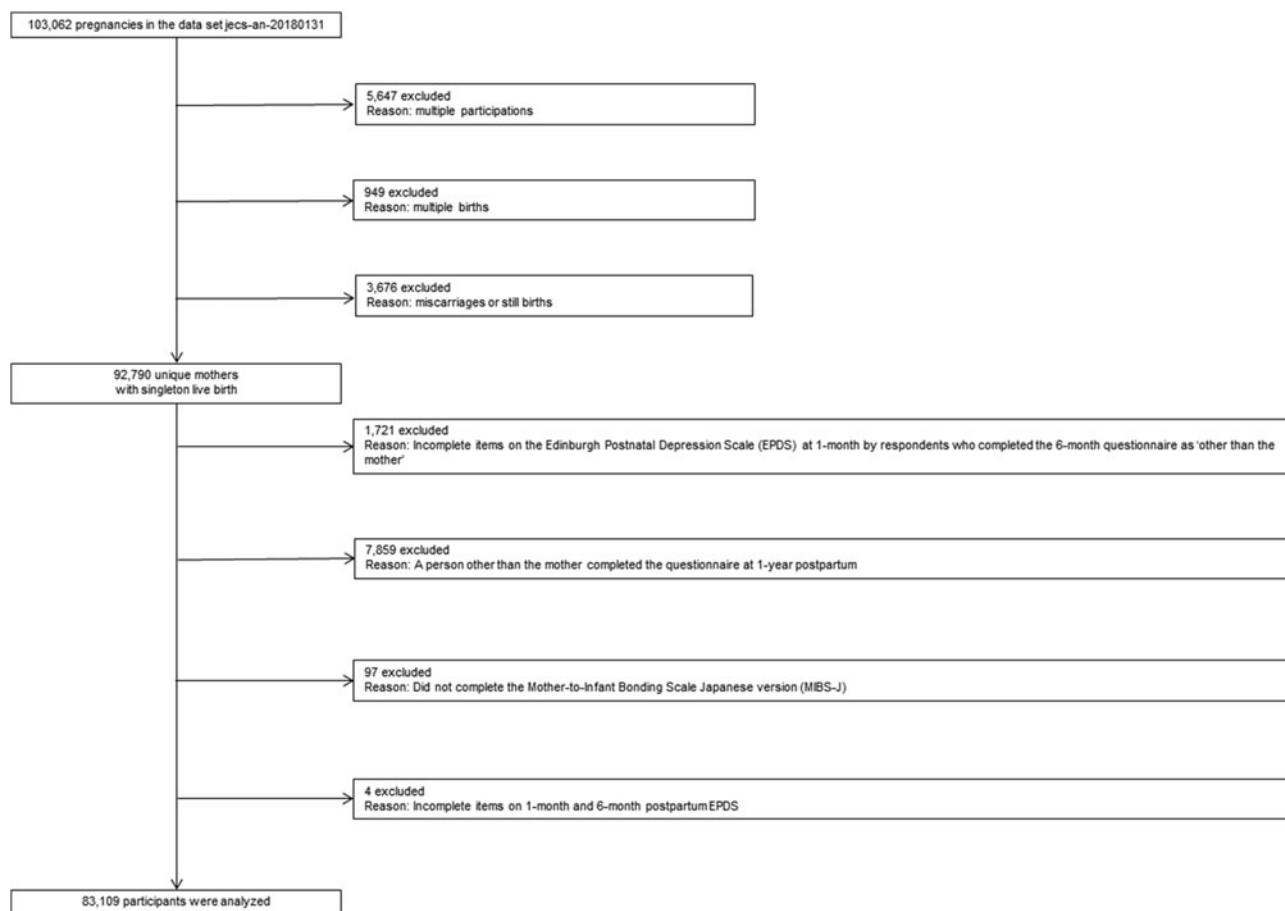 103,062 pregnancies in the data set jecs-an-20180131
5,647 excluded
Reason: multiple participations
949 excluded
Reason: multiple births
3,676 excluded
Reason: miscarriages or still births
92,790 unique mothers
with singleton live birth
1,721 excluded
Reason: Incomplete items on the Edinburgh Postnatal Depression Scale (EPDS) at 1-month by respondents who completed the 6-month questionnaire as 'other than the
mother'
7,859 excluded
Reason: A person other than the mother completed the questionnaire at 1-year postpartum
97 excluded
Reason: Did not complete the Mother-to-Infant Bonding Scale Japanese version (MIBS-J)
4 excluded
Reason: Incomplete items on 1-month and 6-month postpartum EPDS
83,109 participants were analyzed